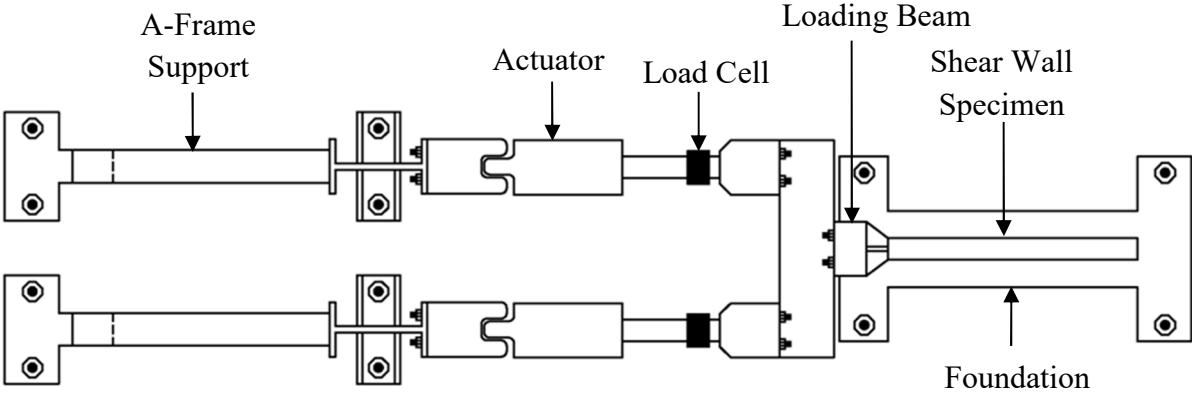 A-Frame
Support
Actuator
Load Cell
Loading Beam
Shear Wall
Specimen
Foundation